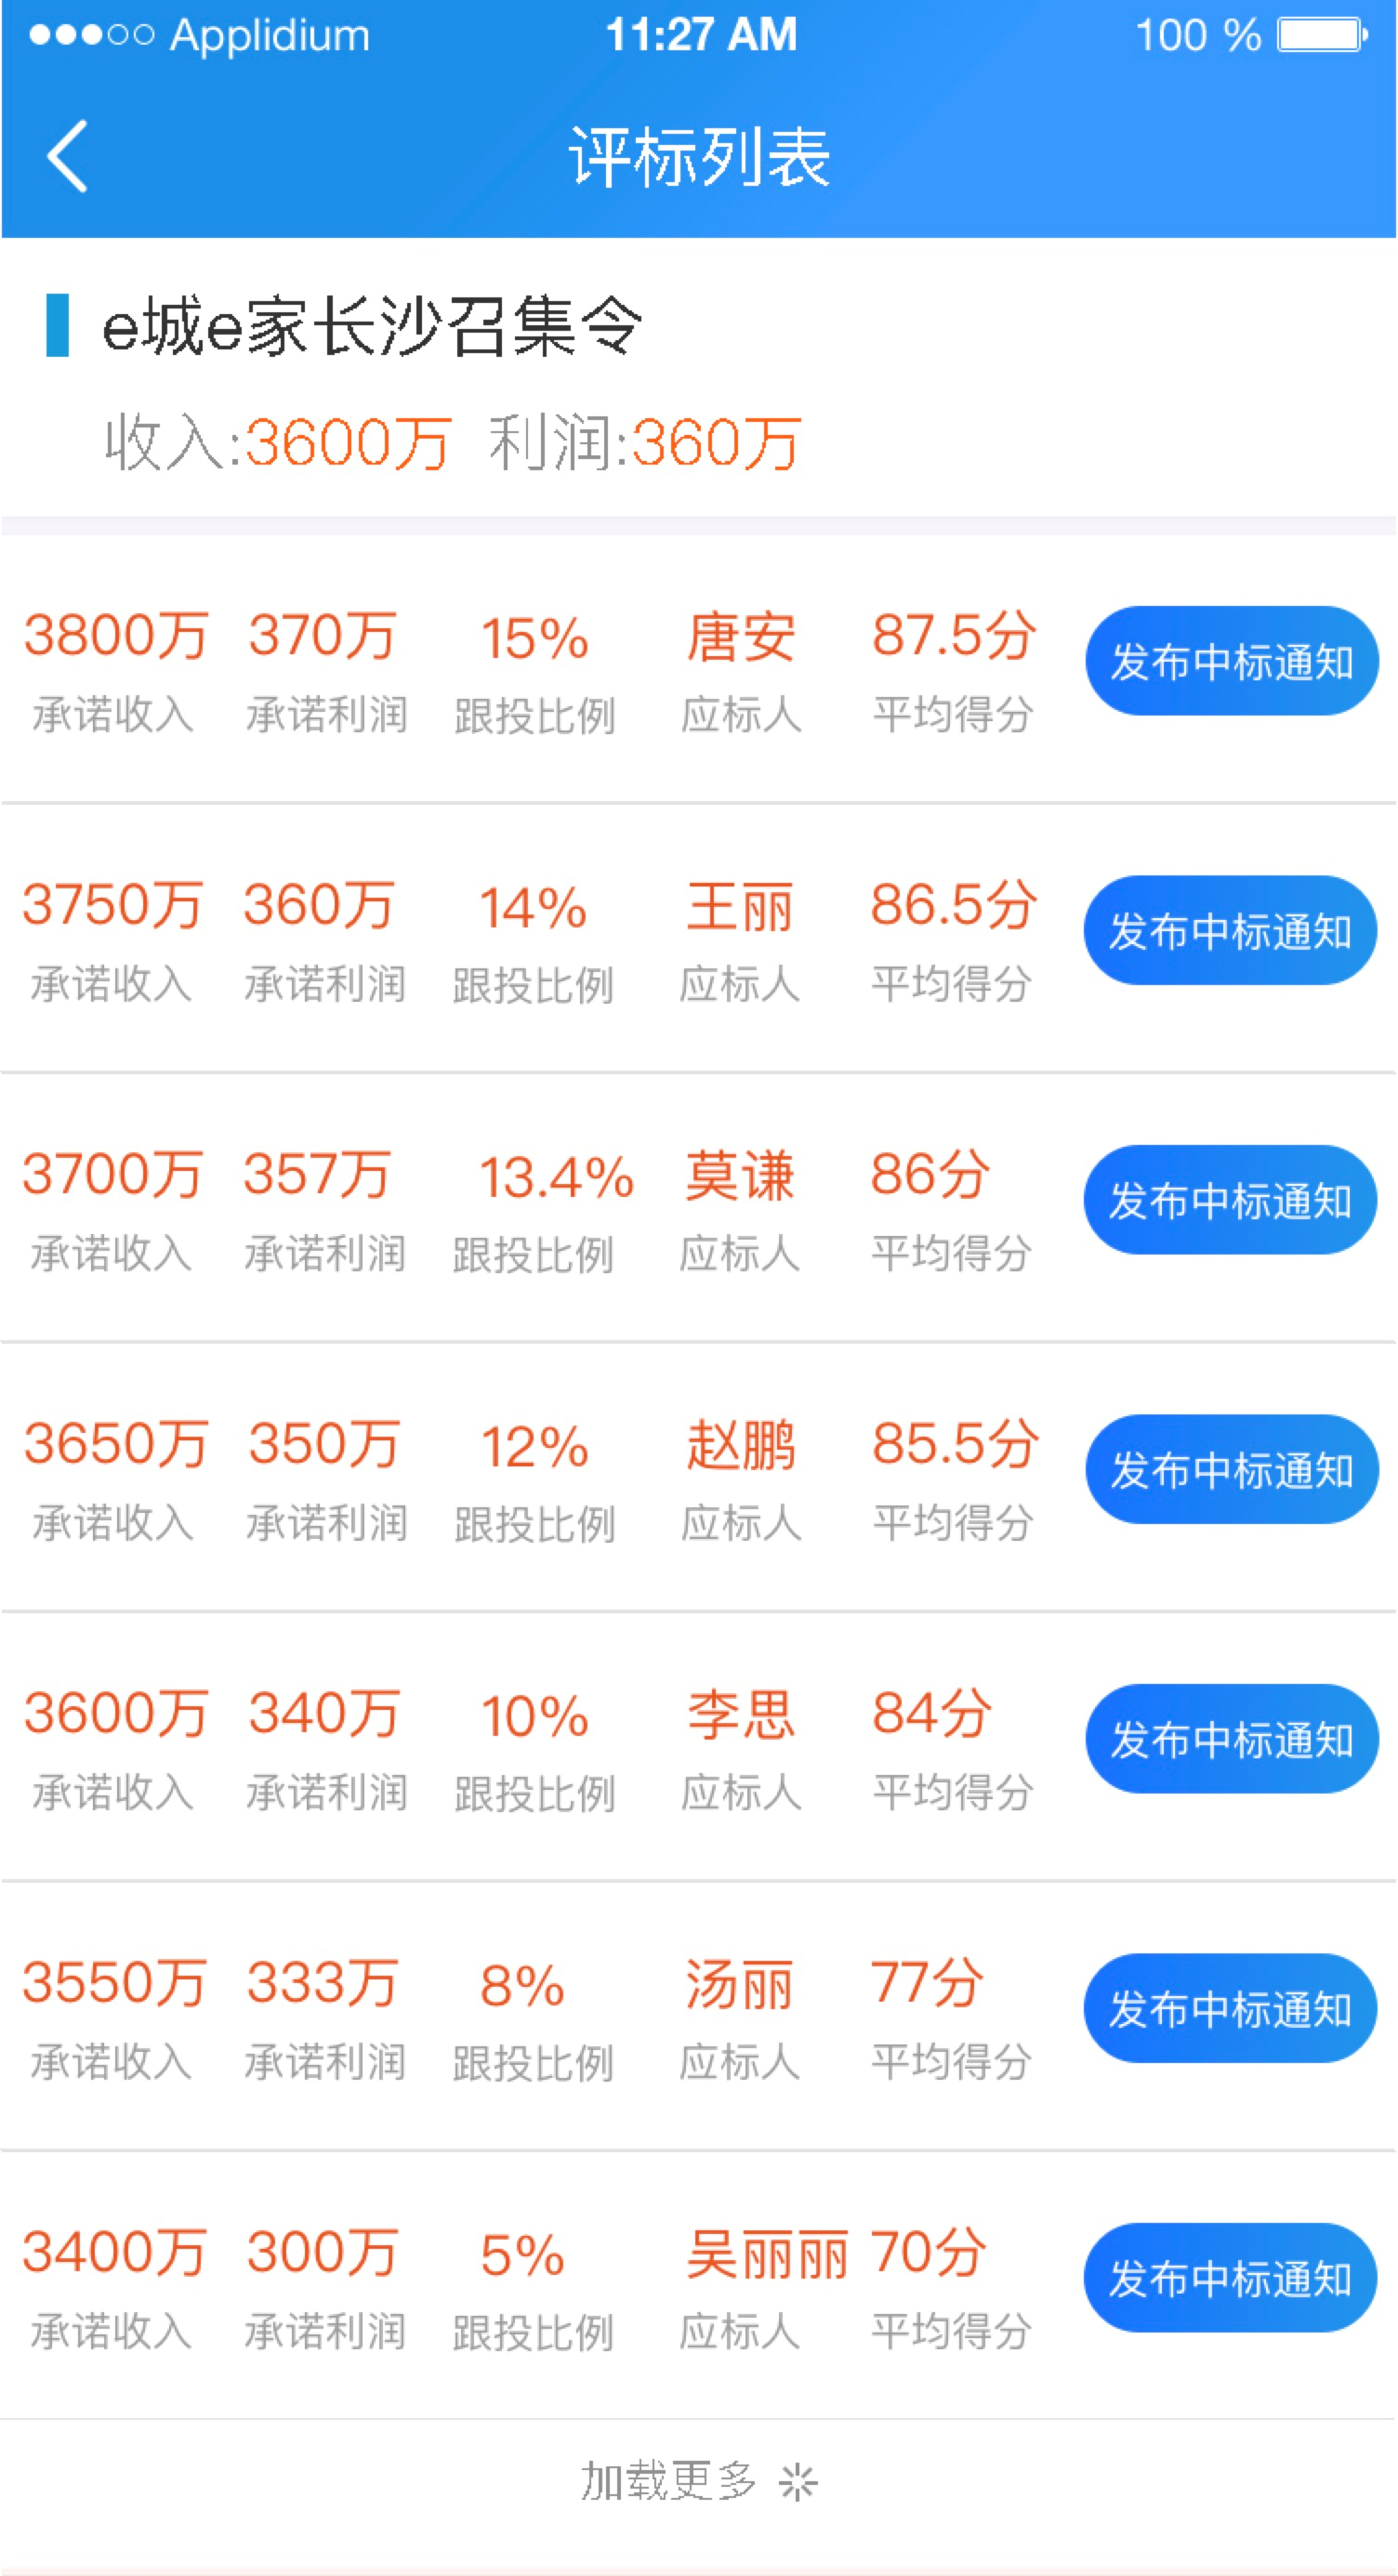 Applidium 11:27 AM 100 %
评标列表
e城e家长沙召集令
收入:3600万 利润:360万
3800万 370万 15% 唐安 87.5分 发布中标通知
承诺收入 承诺利润 跟投比例 应标人 平均得分
3750万 360万 14% 王丽 86.5分 发布中标通知
承诺收入 承诺利润 跟投比例 应标人 平均得分
3700万 357万 13.4% 莫谦 86分 发布中标通知
承诺收入 承诺利润 跟投比例 应标人 平均得分
3650万 350万 12% 赵鹏 85.5分 发布中标通知
承诺收入 承诺利润 跟投比例 应标人 平均得分
3600万 340万 10% 李思 84分 发布中标通知
承诺收入 承诺利润 跟投比例 应标人 平均得分
3550万 333万 8% 汤丽 77分 发布中标通知
承诺收入 承诺利润 跟投比例 应标人 平均得分
3400万 300万 5% 吴丽丽 70分 发布中标通知
承诺收入 承诺利润 跟投比例 应标人 平均得分
加载更多